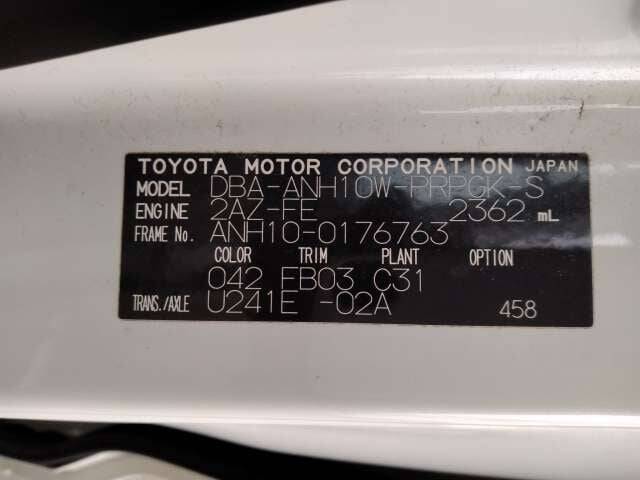 TOYOTA MOTOR CORPORATION JAPAN
MODEL DBA-ANH10W-PRPGK-S
ENGINE 2AZ-FE 2362 mL
FRAME No. ANH10-0176763
COLOR TRIM PLANT OPTION
042 FB03 C31
TRANS./AXLE U241E -02A 458